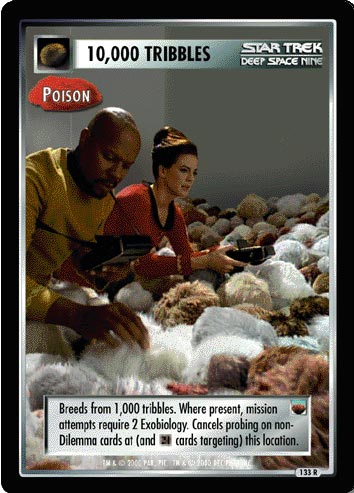 10,000 TRIBBLES
STAR TREK
DEEP SPACE NINE
POISON
Breeds from 1,000 tribbles. Where present, mission
attempts require 2 Exobiology. Cancels probing on non-
Dilemma cards at (and cards targeting) this location.
133 R